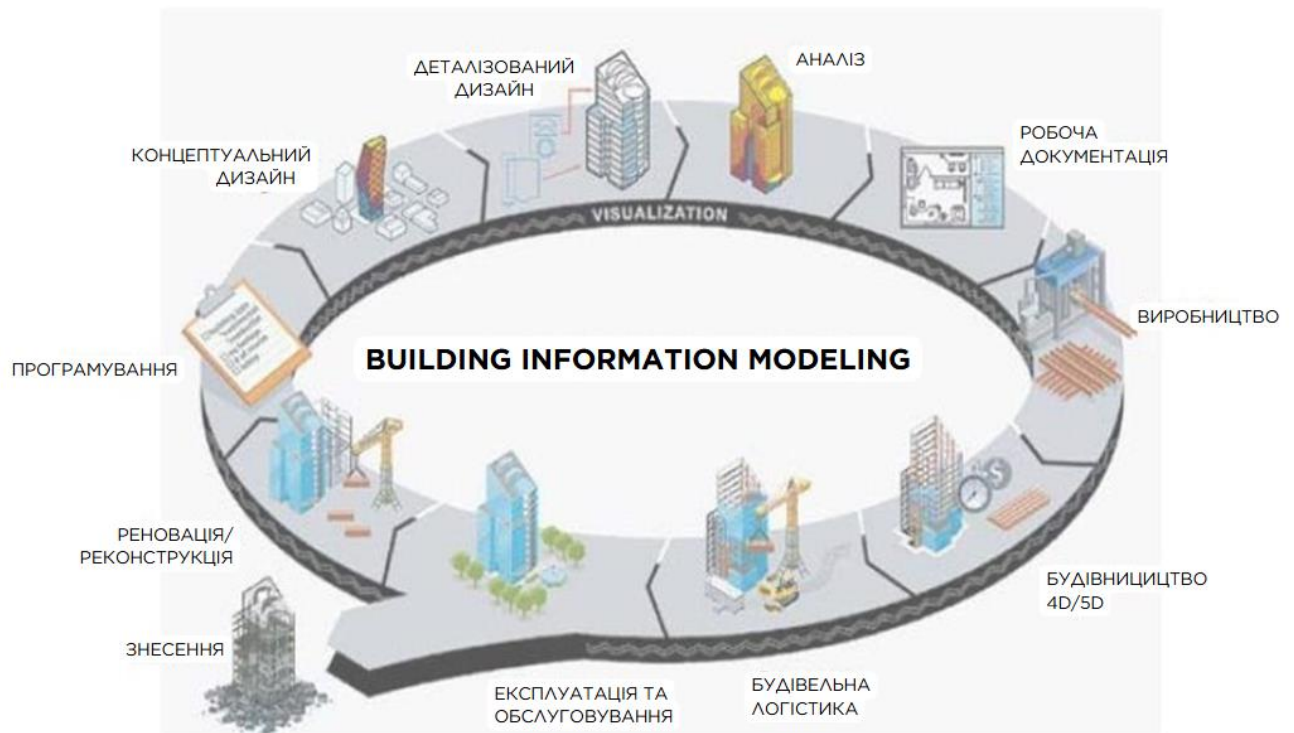 ДЕТАЛІЗОВАНИЙ
ДИЗАЙН
АНАЛІЗ
РОБОЧА
ДОКУМЕНТАЦІЯ
КОНЦЕПТУАЛЬНИЙ
ДИЗАЙН
VISUALIZATION
ВИРОБНИЦТВО
BUILDING INFORMATION MODELING
ПРОГРАМУВАННЯ
РЕНОВАЦІЯ/
РЕКОНСТРУКЦІЯ
БУДІВНИЦИЦТВО
4D/5D
ЗНЕСЕННЯ
ЕКСПЛУАТАЦІЯ ТА
ОБСЛУГОВУВАННЯ
БУДІВЕЛЬНА
ЛОГІСТИКА